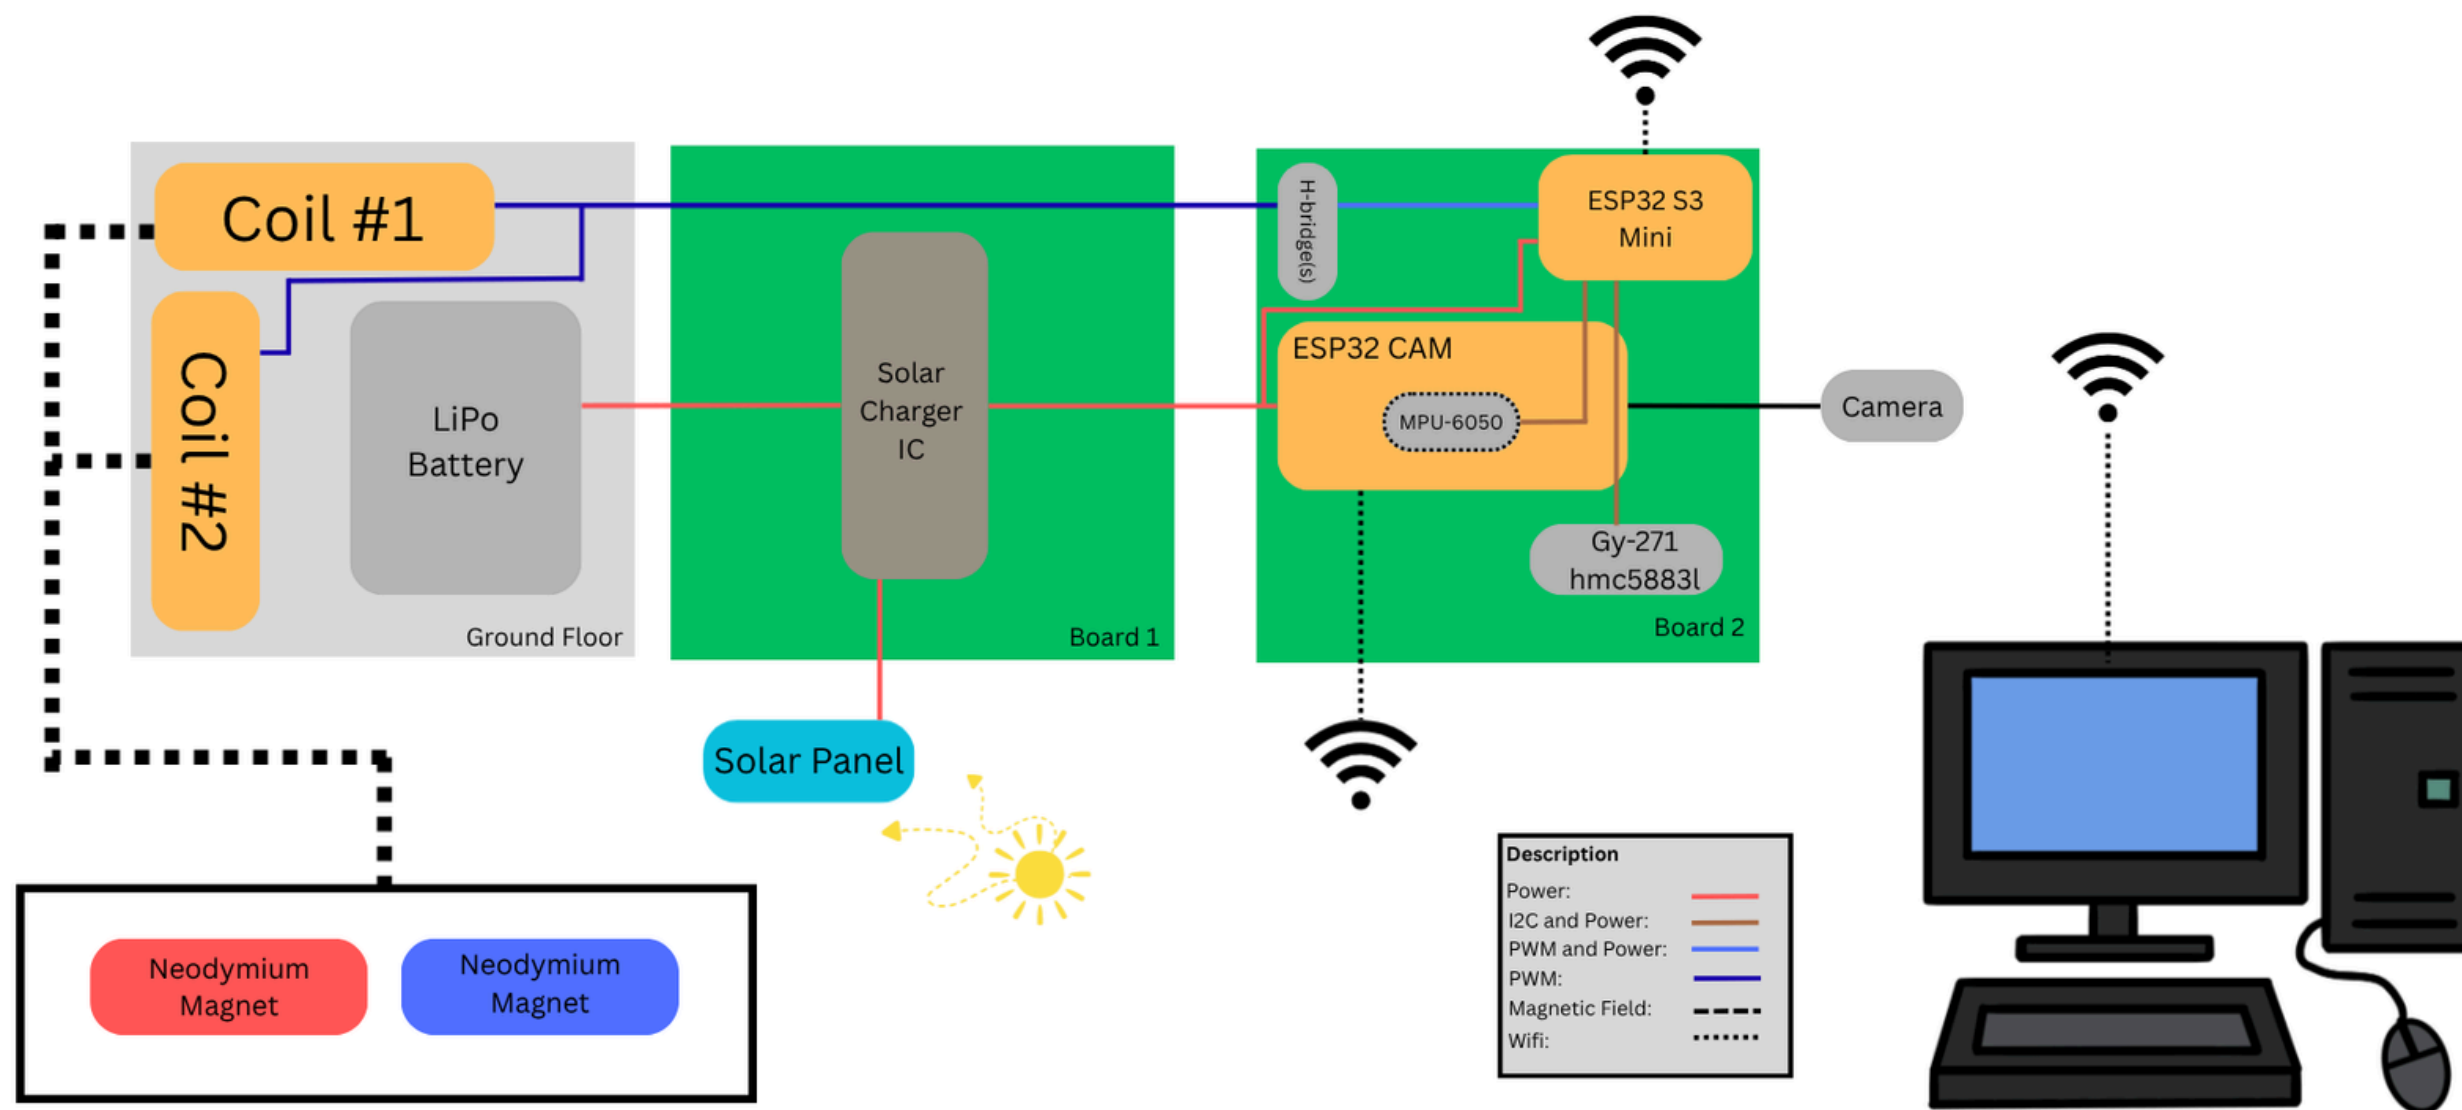 Coil #1
Coil #2
LiPo
Battery
Ground Floor
Solar
Charger
IC
Board 1
Solar Panel
H-bridge(s)
ESP32 S3
Mini
ESP32 CAM
MPU-6050
Gy-271
hmc5883l
Board 2
Camera
Neodymium
Magnet
Neodymium
Magnet
Description
Power:
I2C and Power:
PWM and Power:
PWM:
Magnetic Field:
Wifi: